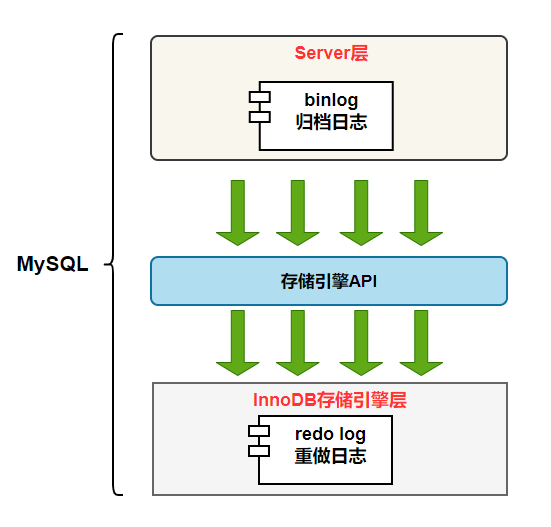 Server层
binlog
归档日志
MySQL
存储引擎API
InnoDB存储引擎层
redo log
重做日志